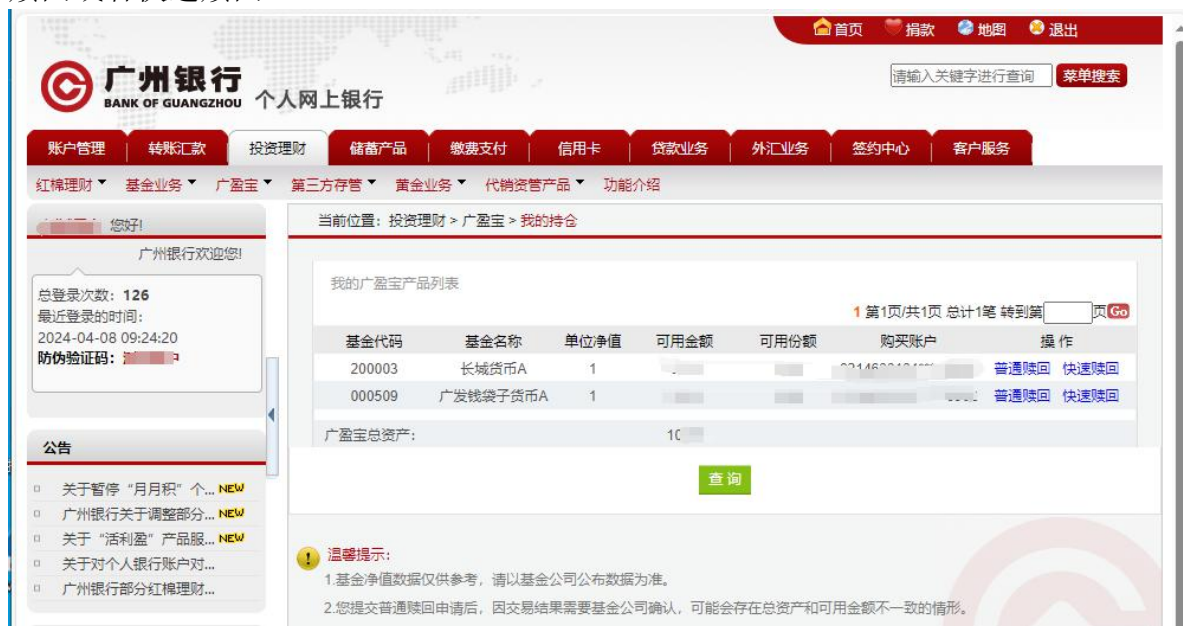 首页 捐款 地图 退出
广州银行
BANK OF GUANGZHOU 个人网上银行
请输入关键字进行查询 菜单搜索
账户管理 转账汇款 投资理财 储蓄产品 缴费支付 信用卡 贷款业务 外汇业务 签约中心 客户服务
红棉理财 基金业务 广盈宝 第三方存管 黄金业务 代销资管产品 功能介绍
您好!
当前位置：投资理财 > 广盈宝 > 我的持仓
广州银行欢迎您!
总登录次数：126
最近登录的时间：
2024-04-08 09:24:20
防伪验证码：
我的广盈宝产品列表
1 第1页/共1页 总计1笔 转到第 页 Go
基金代码 基金名称 单位净值 可用金额 可用份额 购买账户 操 作
200003 长城货币A 1 普通赎回 快速赎回
000509 广发钱袋子货币A 1 普通赎回 快速赎回
广盈宝总资产： 10
查 询
公告
关于暂停“月月积”个... NEW
广州银行关于调整部分... NEW
关于“活利盈”产品服... NEW
关于对个人银行账户对...
广州银行部分红棉理财...
温馨提示：
1.基金净值数据仅供参考，请以基金公司公布数据为准。
2.您提交普通赎回申请后，因交易结果需要基金公司确认，可能会存在总资产和可用金额不一致的情形。